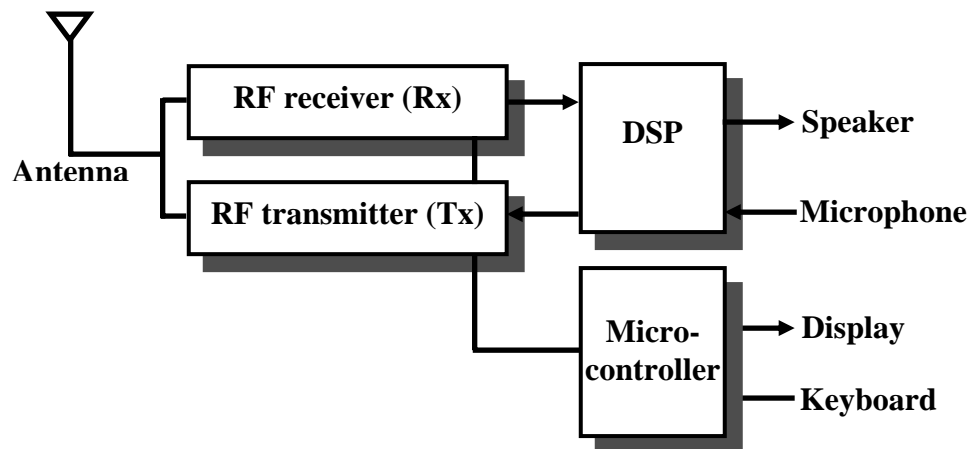 RF receiver (Rx)
DSP
Speaker
Antenna
RF transmitter (Tx)
Microphone
Micro-
controller
Display
Keyboard